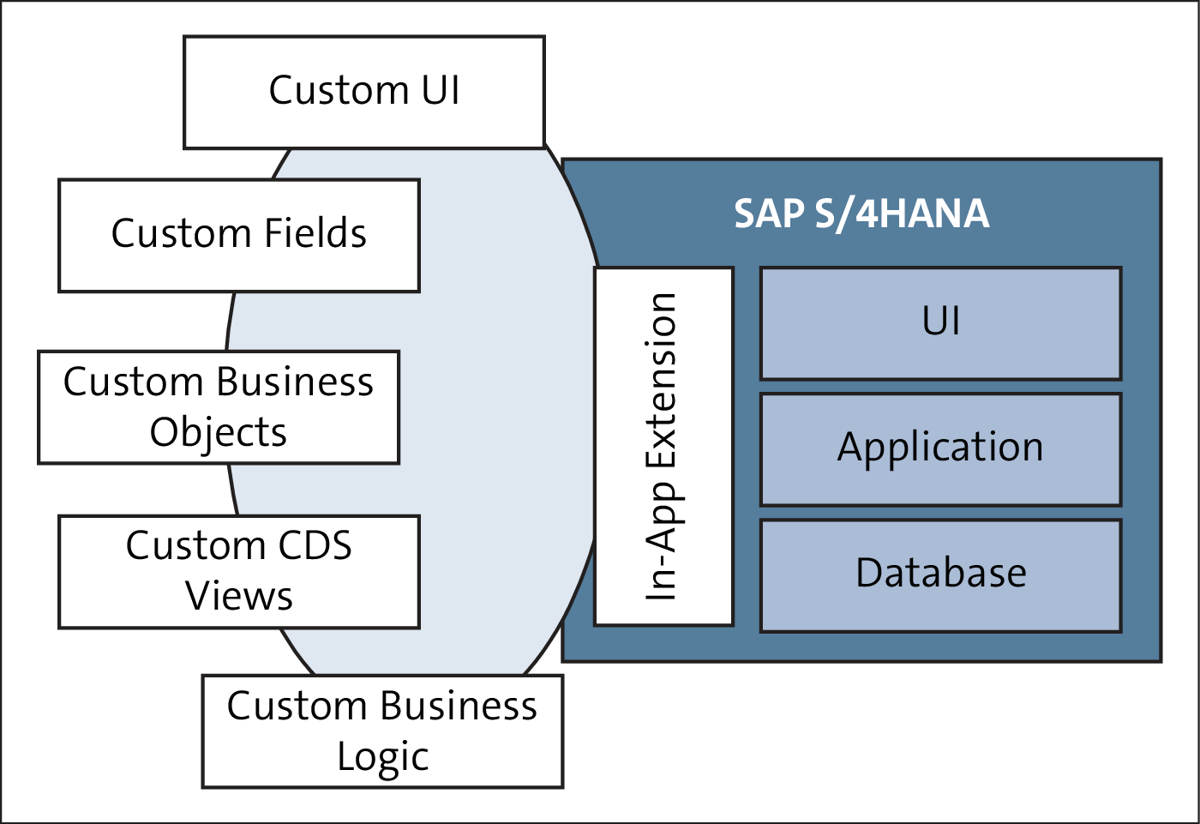 Custom UI
Custom Fields
Custom Business
Objects
Custom CDS
Views
Custom Business
Logic
SAP S/4HANA
In-App Extension
UI
Application
Database